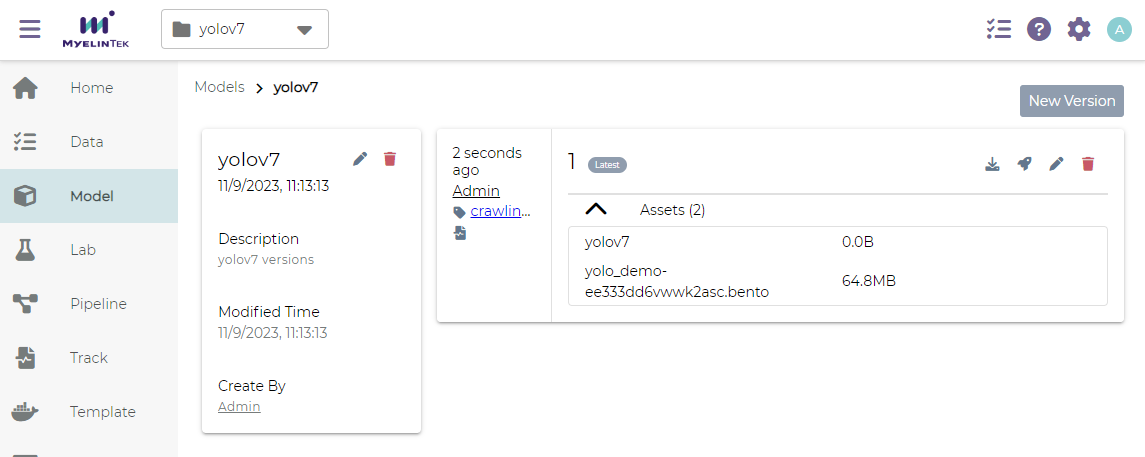 MYELINTEK
yolov7
?
A
Home
Data
Model
Lab
Pipeline
Track
Template
Models
yolov7
New Version
yolov7
11/9/2023, 11:13:13
Description
yolov7 versions
Modified Time
11/9/2023, 11:13:13
Create By
Admin
2 seconds
ago
Admin
crawlin...
1 Latest
Assets (2)
yolov7 0.0B
yolo_demo-
ee333dd6vwwk2asc.bento 64.8MB